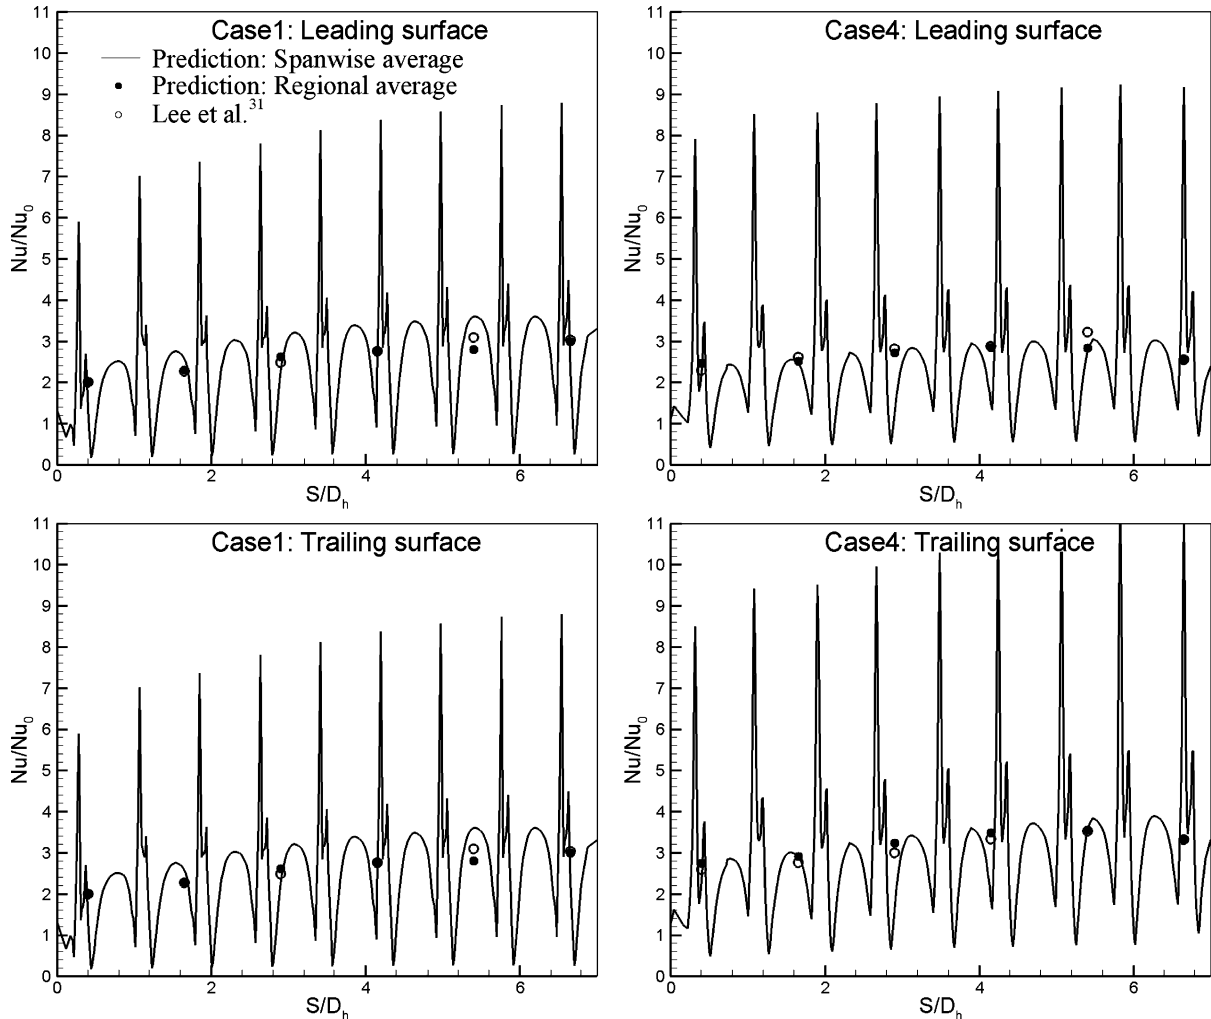 Case1: Leading surface
Prediction: Spanwise average
Prediction: Regional average
Lee et al.31
Nu/Nu0
11
10
9
8
7
6
5
4
3
2
1
0
0 2 4 6
S/Dh
Case4: Leading surface
Nu/Nu0
11
10
9
8
7
6
5
4
3
2
1
0
0 2 4 6
S/Dh
Case1: Trailing surface
Nu/Nu0
11
10
9
8
7
6
5
4
3
2
1
0
0 2 4 6
S/Dh
Case4: Trailing surface
Nu/Nu0
11
10
9
8
7
6
5
4
3
2
1
0
0 2 4 6
S/Dh